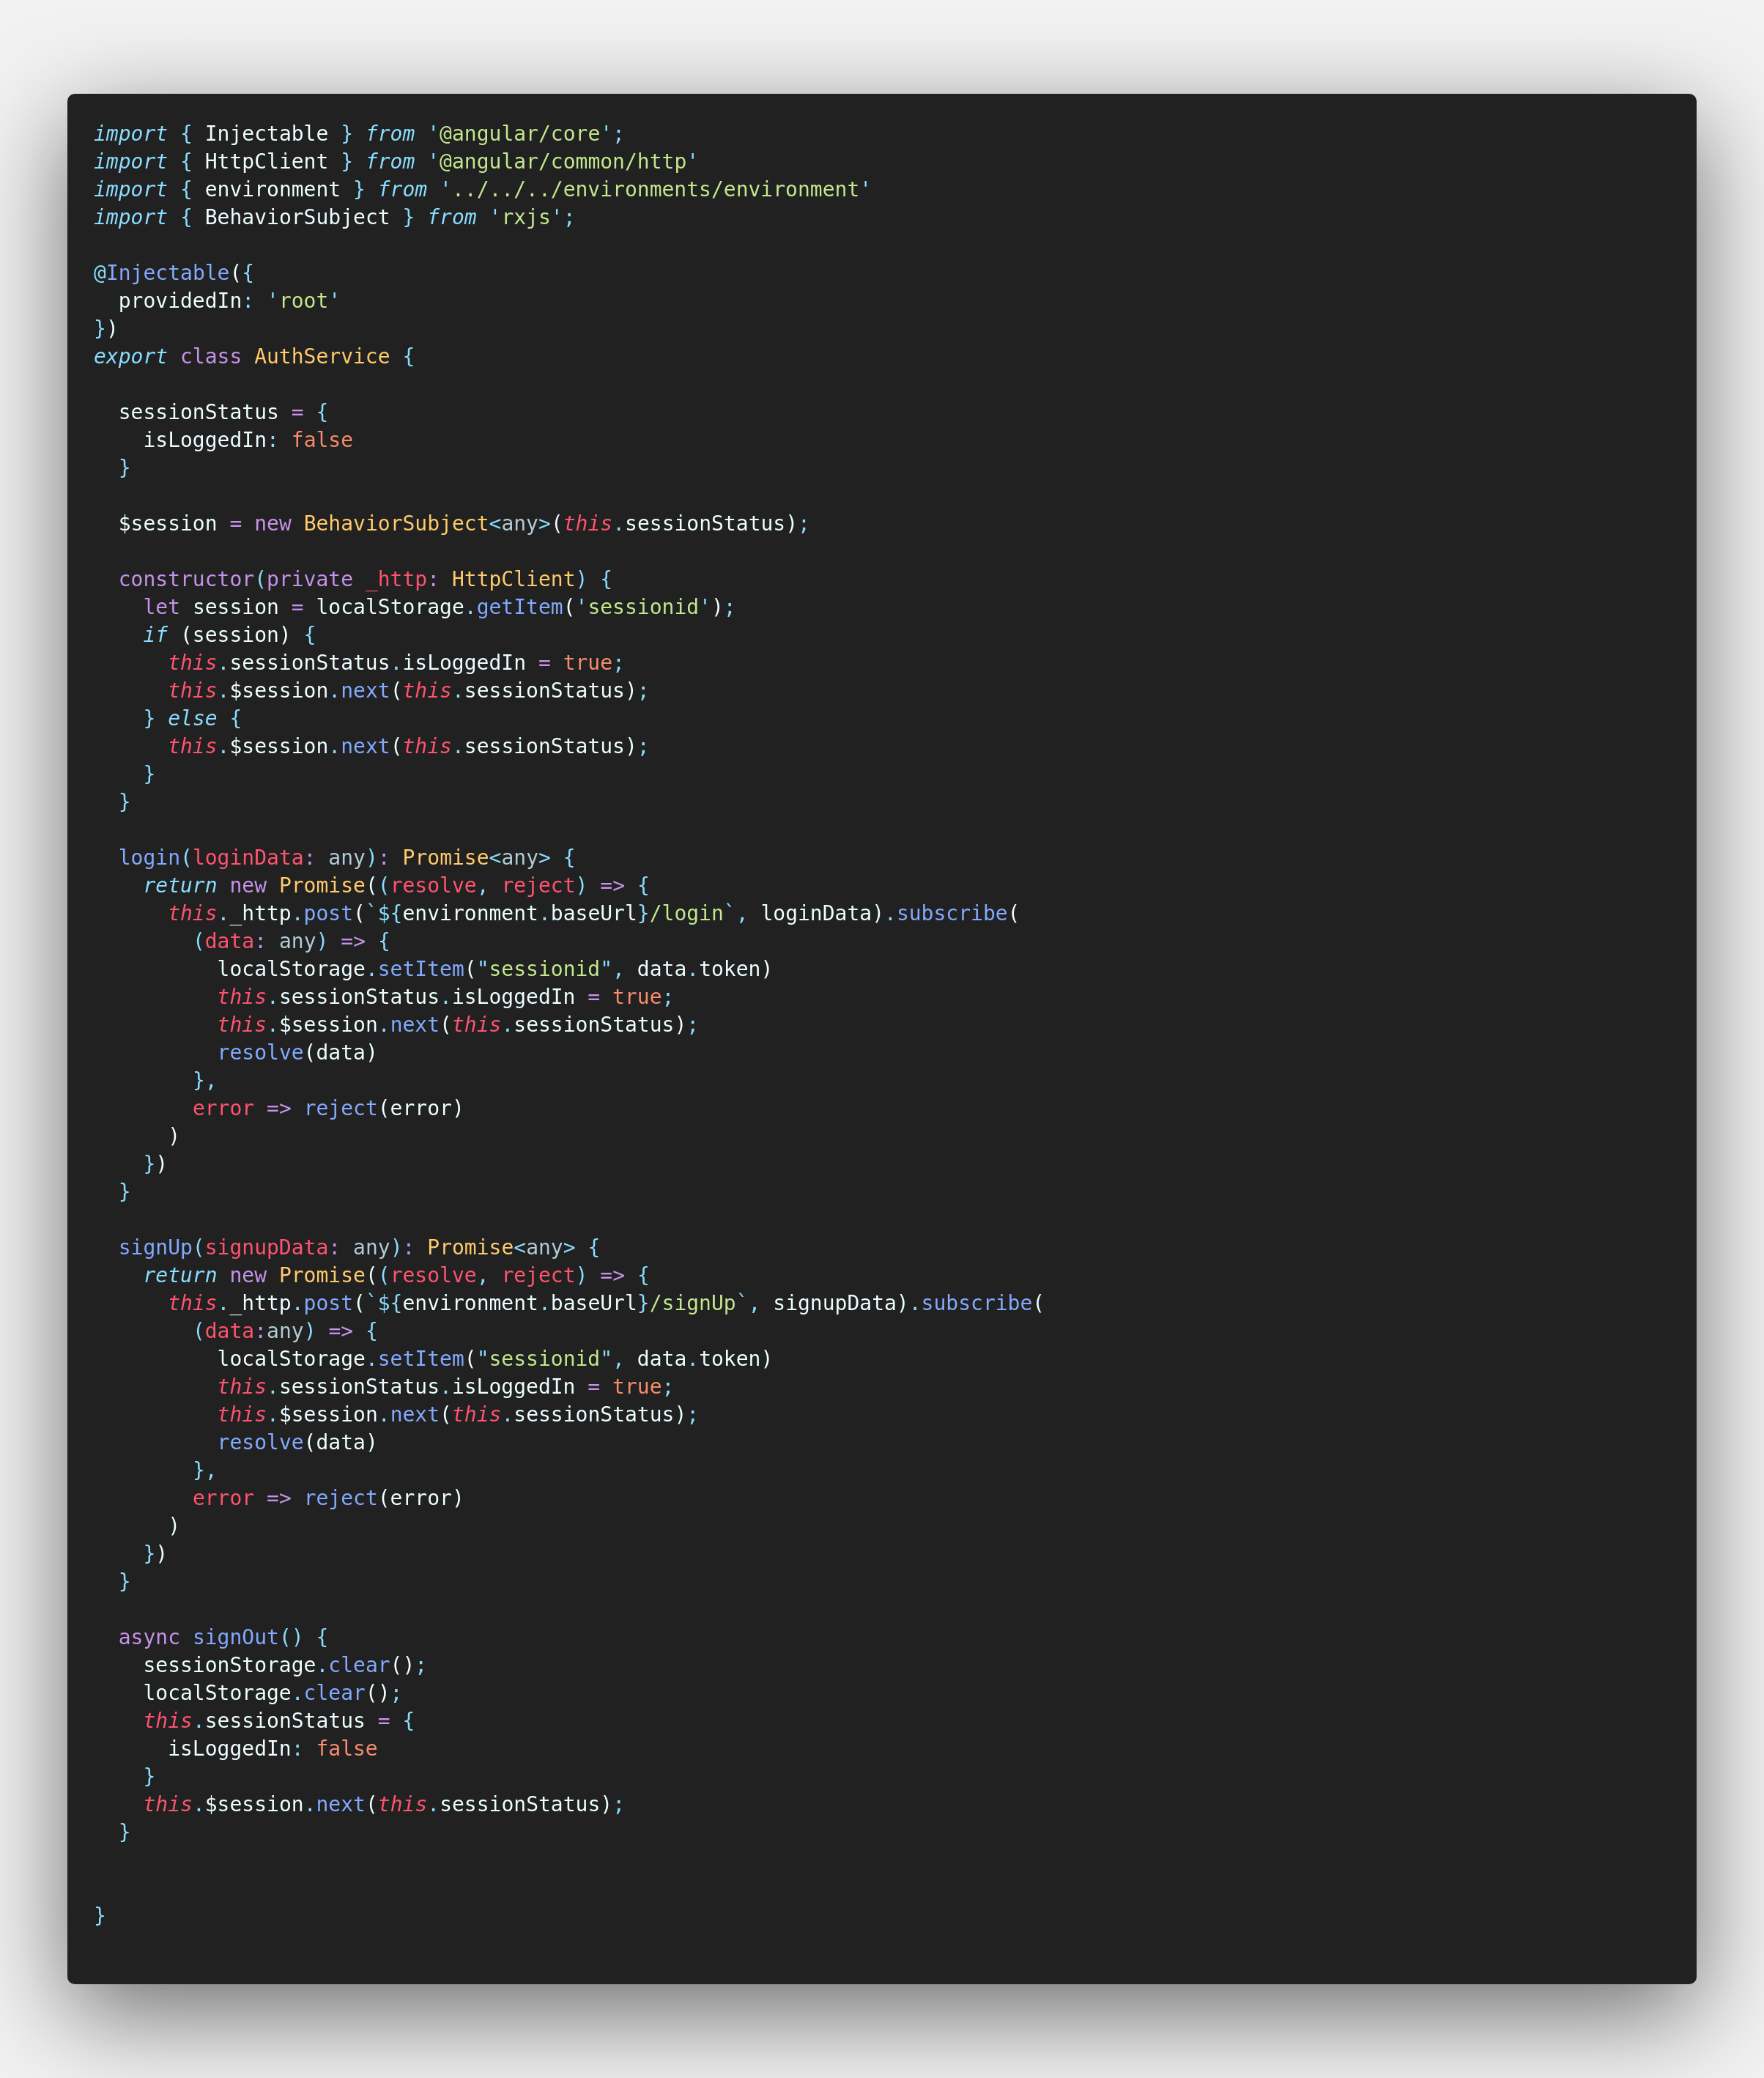 import { Injectable } from '@angular/core';
import { HttpClient } from '@angular/common/http'
import { environment } from '../../../environments/environment'
import { BehaviorSubject } from 'rxjs';

@Injectable({
  providedIn: 'root'
})
export class AuthService {

  sessionStatus = {
    isLoggedIn: false
  }

  $session = new BehaviorSubject<any>(this.sessionStatus);

  constructor(private _http: HttpClient) {
    let session = localStorage.getItem('sessionid');
    if (session) {
      this.sessionStatus.isLoggedIn = true;
      this.$session.next(this.sessionStatus);
    } else {
      this.$session.next(this.sessionStatus);
    }
  }

  login(loginData: any): Promise<any> {
    return new Promise((resolve, reject) => {
      this._http.post(`${environment.baseUrl}/login`, loginData).subscribe(
        (data: any) => {
          localStorage.setItem("sessionid", data.token)
          this.sessionStatus.isLoggedIn = true;
          this.$session.next(this.sessionStatus);
          resolve(data)
        },
        error => reject(error)
      )
    })
  }

  signUp(signupData: any): Promise<any> {
    return new Promise((resolve, reject) => {
      this._http.post(`${environment.baseUrl}/signUp`, signupData).subscribe(
        (data:any) => {
          localStorage.setItem("sessionid", data.token)
          this.sessionStatus.isLoggedIn = true;
          this.$session.next(this.sessionStatus);
          resolve(data)
        },
        error => reject(error)
      )
    })
  }

  async signOut() {
    sessionStorage.clear();
    localStorage.clear();
    this.sessionStatus = {
      isLoggedIn: false
    }
    this.$session.next(this.sessionStatus);
  }


}